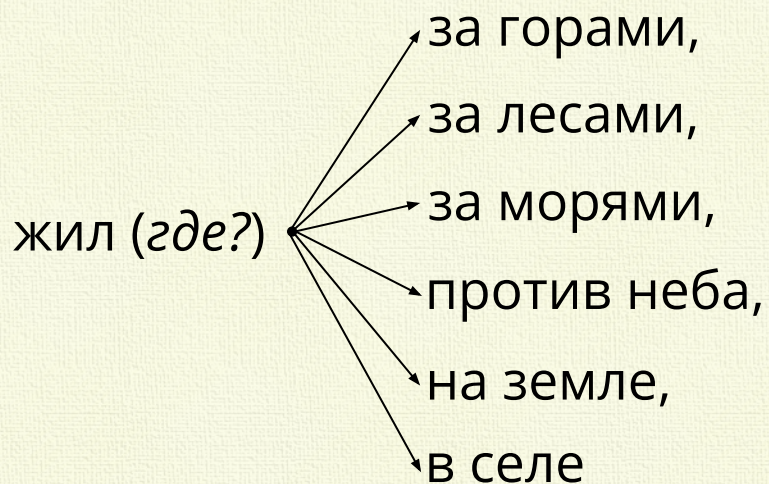 за горами,
за лесами,
за морями,
жил (где?)
против неба,
на земле,
в селе